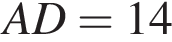 AD = 14